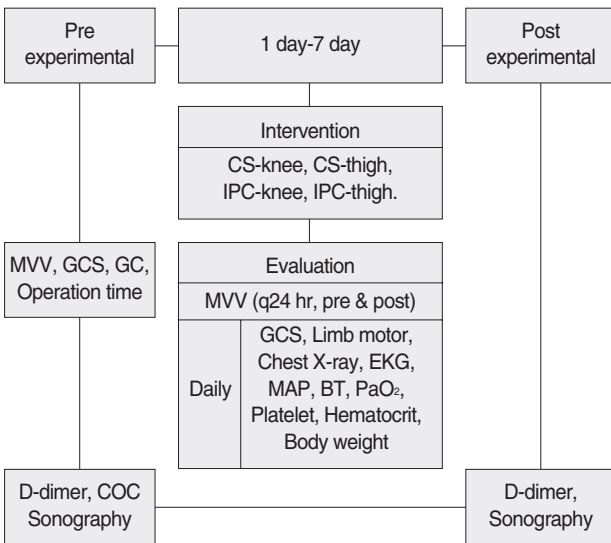 Pre
experimental
1 day-7 day
Post
experimental
Intervention
CS-knee, CS-thigh,
IPC-knee, IPC-thigh.
MVV, GCS, GC,
Operation time
Evaluation
MVV (q24 hr, pre & post)
Daily
GCS, Limb motor,
Chest X-ray, EKG,
MAP, BT, PaO₂,
Platelet, Hematocrit,
Body weight
D-dimer, COC
Sonography
D-dimer,
Sonography